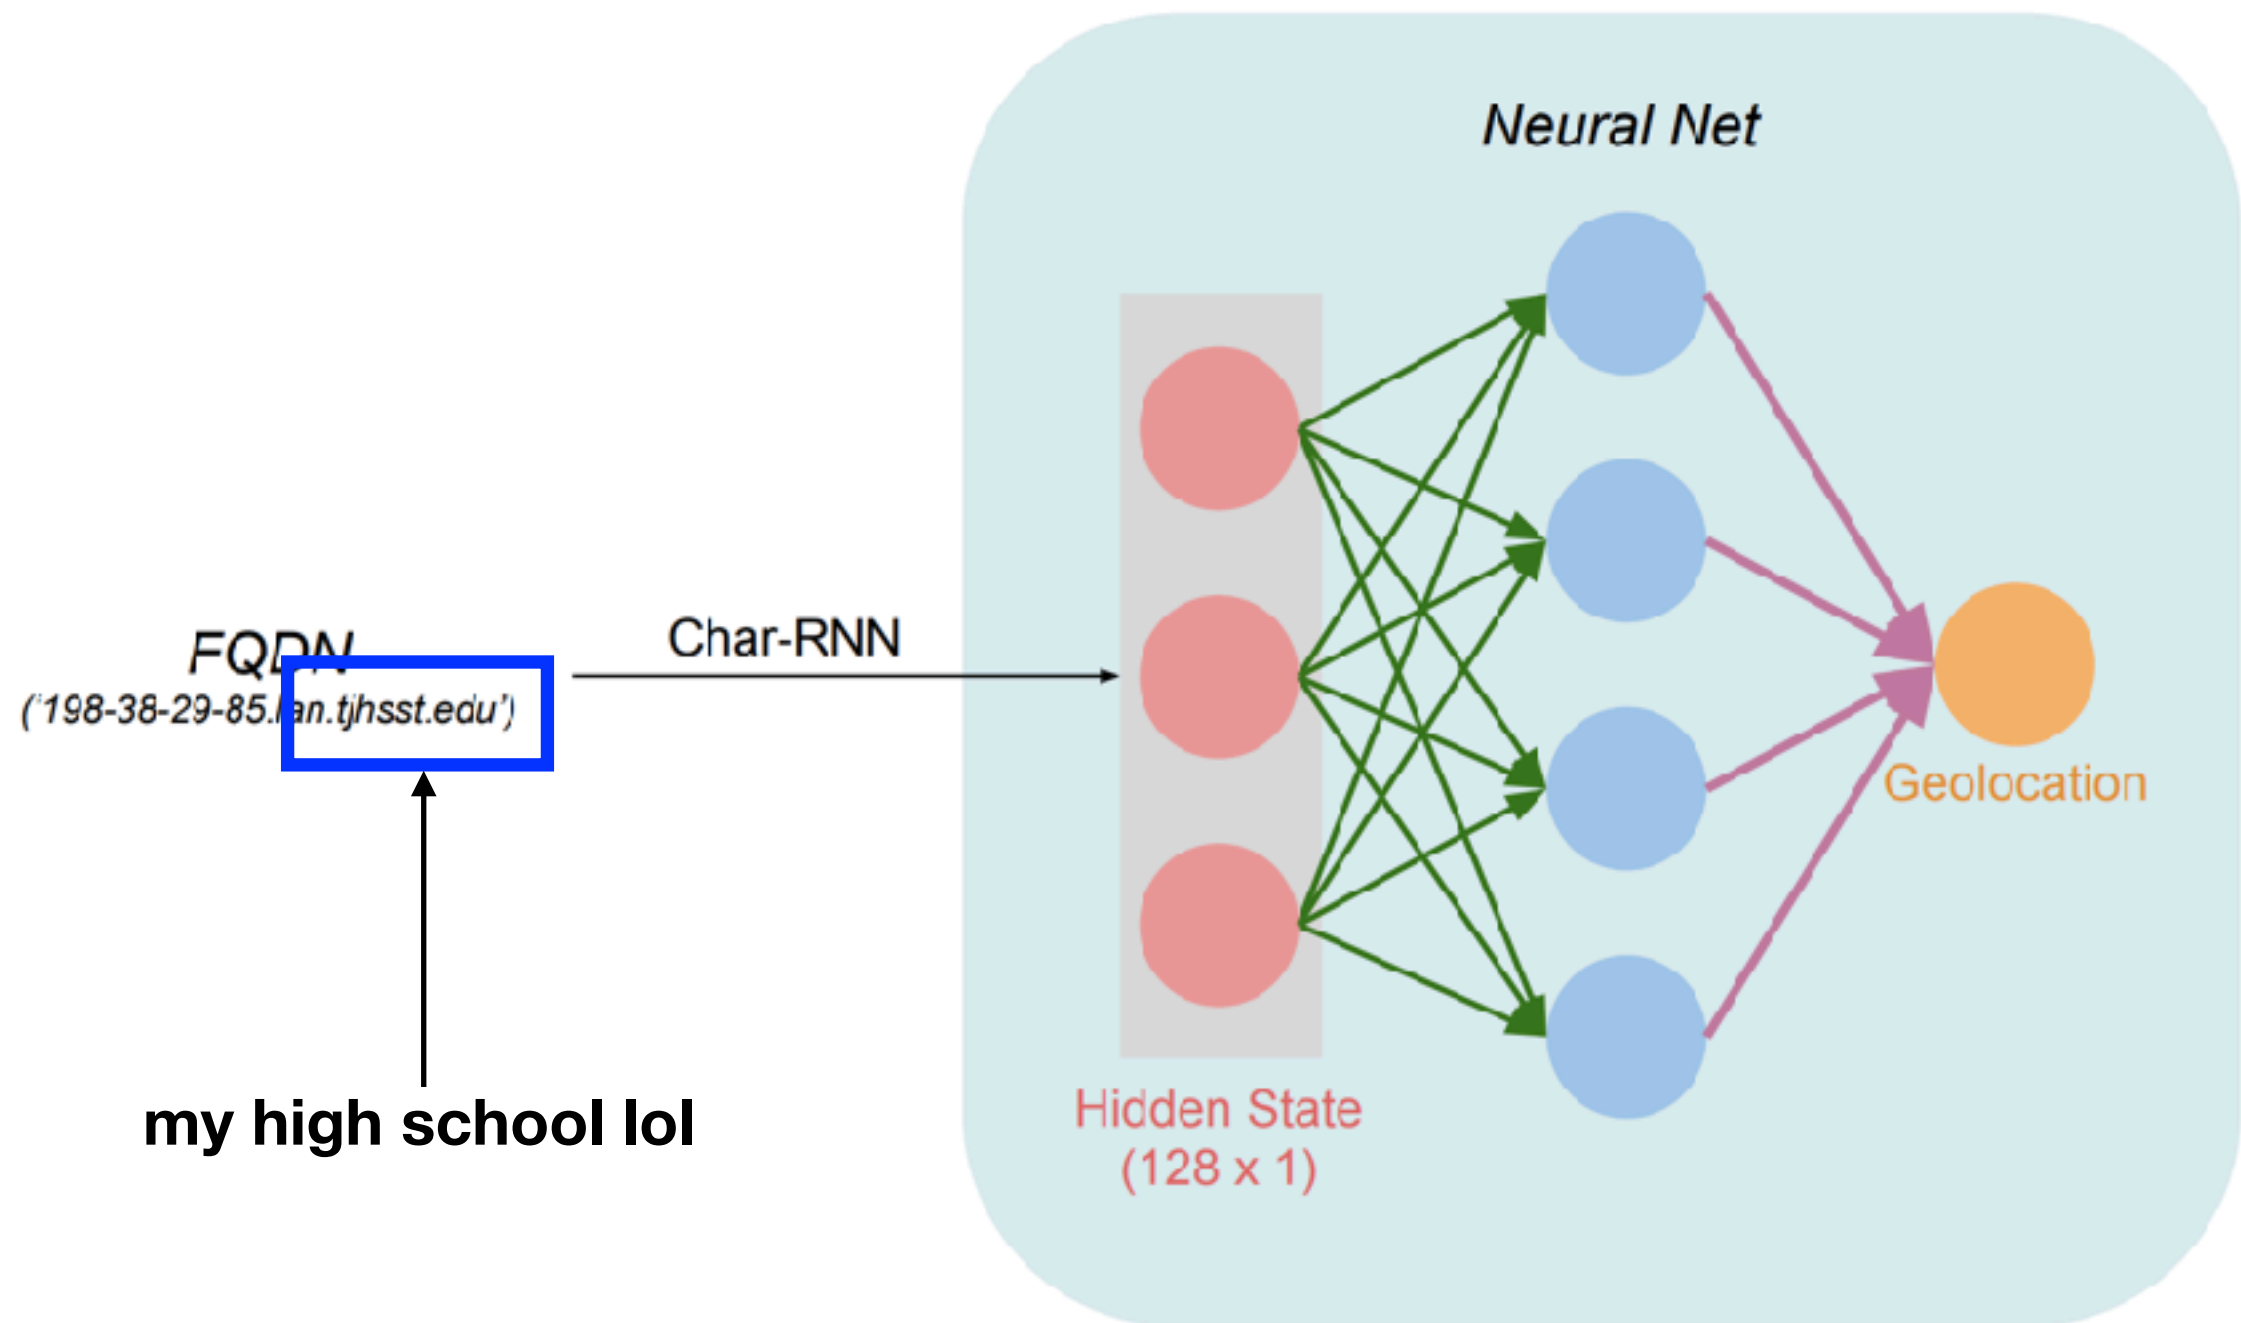 Neural Net
FQDN
('198-38-29-85.lan.tjhsst.edu')
Char-RNN
Geolocation
my high school lol
Hidden State
(128 x 1)